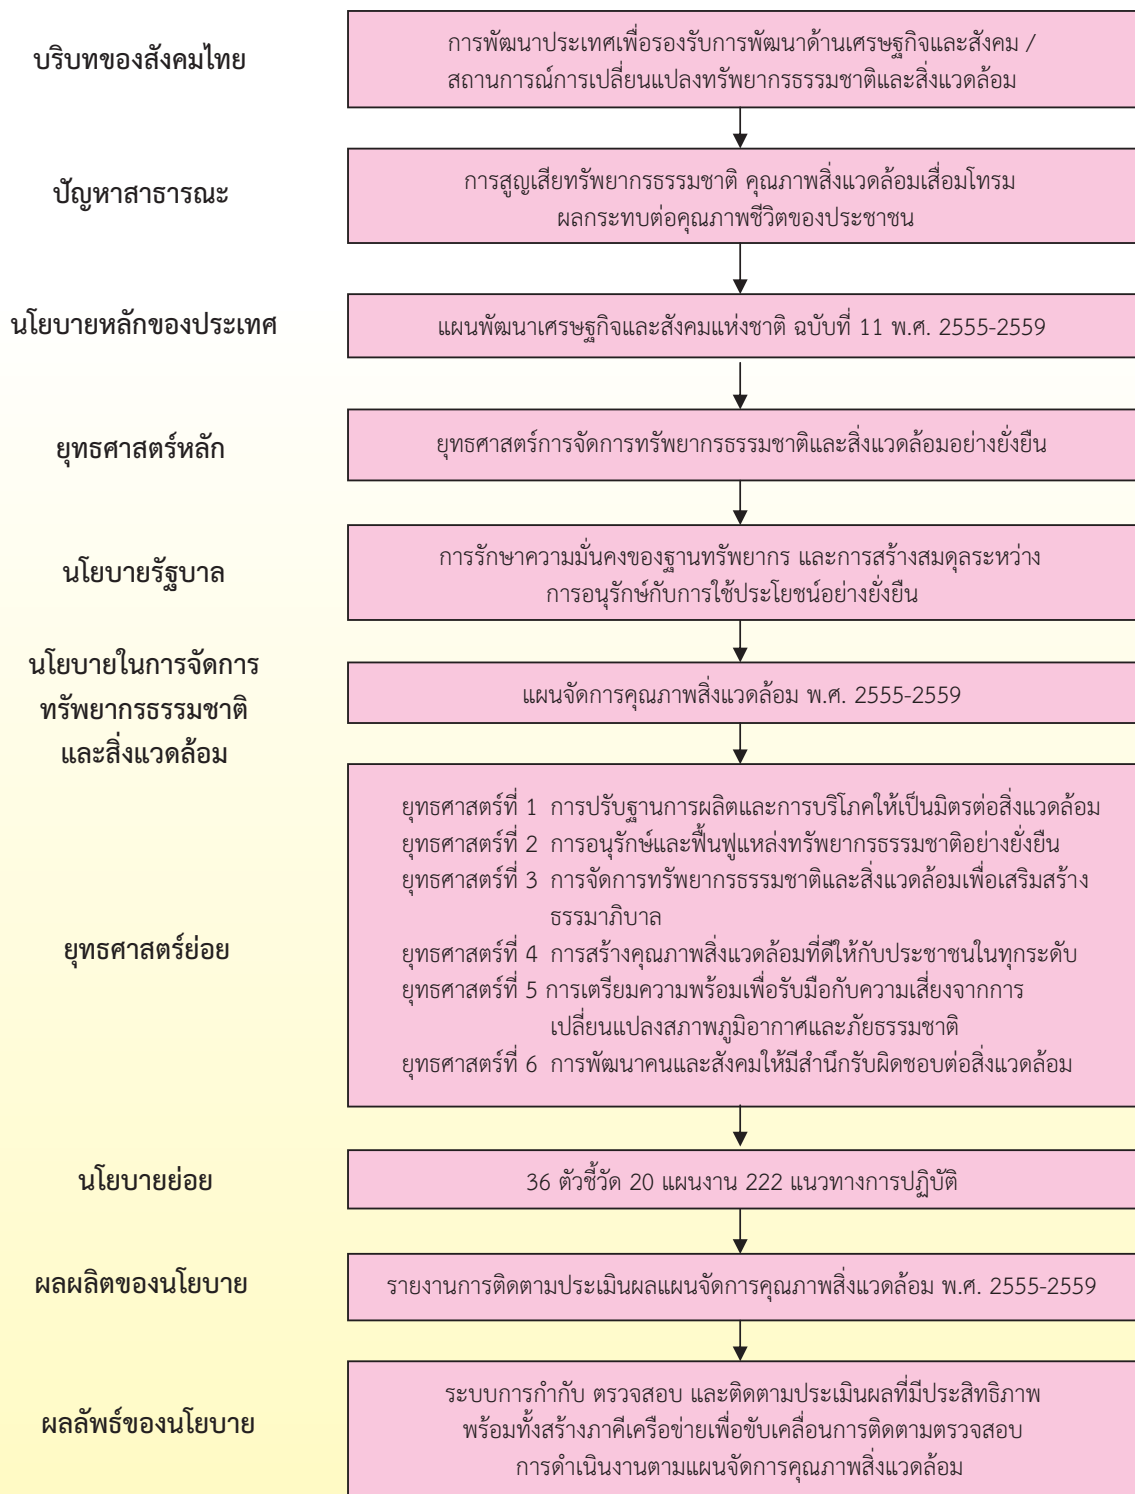 บริบทของสังคมไทย
การพัฒนาประเทศเพื่อรองรับการพัฒนาด้านเศรษฐกิจและสังคม /
สถานการณ์การเปลี่ยนแปลงทรัพยากรธรรมชาติและสิ่งแวดล้อม
ปัญหาสาธารณะ
การสูญเสียทรัพยากรธรรมชาติ คุณภาพสิ่งแวดล้อมเสื่อมโทรม
ผลกระทบต่อคุณภาพชีวิตของประชาชน
นโยบายหลักของประเทศ
แผนพัฒนาเศรษฐกิจและสังคมแห่งชาติ ฉบับที่ 11 พ.ศ. 2555-2559
ยุทธศาสตร์หลัก
ยุทธศาสตร์การจัดการทรัพยากรธรรมชาติและสิ่งแวดล้อมอย่างยั่งยืน
นโยบายรัฐบาล
การรักษาความมั่นคงของฐานทรัพยากร และการสร้างสมดุลระหว่าง
การอนุรักษ์กับการใช้ประโยชน์อย่างยั่งยืน
นโยบายในการจัดการ
ทรัพยากรธรรมชาติ
และสิ่งแวดล้อม
แผนจัดการคุณภาพสิ่งแวดล้อม พ.ศ. 2555-2559
ยุทธศาสตร์ย่อย
ยุทธศาสตร์ที่ 1 การปรับฐานการผลิตและการบริโภคให้เป็นมิตรต่อสิ่งแวดล้อม
ยุทธศาสตร์ที่ 2 การอนุรักษ์และฟื้นฟูแหล่งทรัพยากรธรรมชาติอย่างยั่งยืน
ยุทธศาสตร์ที่ 3 การจัดการทรัพยากรธรรมชาติและสิ่งแวดล้อมเพื่อเสริมสร้าง
ธรรมาภิบาล
ยุทธศาสตร์ที่ 4 การสร้างคุณภาพสิ่งแวดล้อมที่ดีให้กับประชาชนในทุกระดับ
ยุทธศาสตร์ที่ 5 การเตรียมความพร้อมเพื่อรับมือกับความเสี่ยงจากการ
เปลี่ยนแปลงสภาพภูมิอากาศและภัยธรรมชาติ
ยุทธศาสตร์ที่ 6 การพัฒนาคนและสังคมให้มีสำนึกรับผิดชอบต่อสิ่งแวดล้อม
นโยบายย่อย
36 ตัวชี้วัด 20 แผนงาน 222 แนวทางการปฏิบัติ
ผลผลิตของนโยบาย
รายงานการติดตามประเมินผลแผนจัดการคุณภาพสิ่งแวดล้อม พ.ศ. 2555-2559
ผลลัพธ์ของนโยบาย
ระบบการกำกับ ตรวจสอบ และติดตามประเมินผลที่มีประสิทธิภาพ
พร้อมทั้งสร้างภาคีเครือข่ายเพื่อขับเคลื่อนการติดตามตรวจสอบ
การดำเนินงานตามแผนจัดการคุณภาพสิ่งแวดล้อม